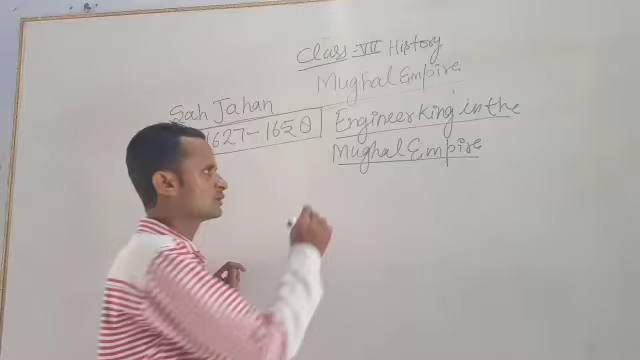 Class - VII History
Mughal Empire
Sah Jahan
1627-1658
Engineer king in the
Mughal Empire